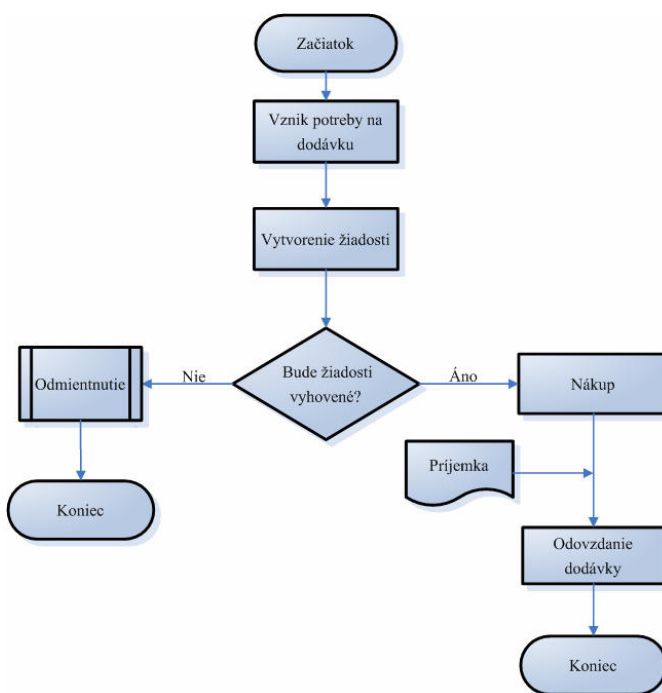 Začiatok
Vznik potreby na
dodávku
Vytvorenie žiadosti
Bude žiadosti
vyhovené?
Nie
Áno
Odmientnutie
Nákup
Príjemka
Koniec
Odovzdanie
dodávky
Koniec